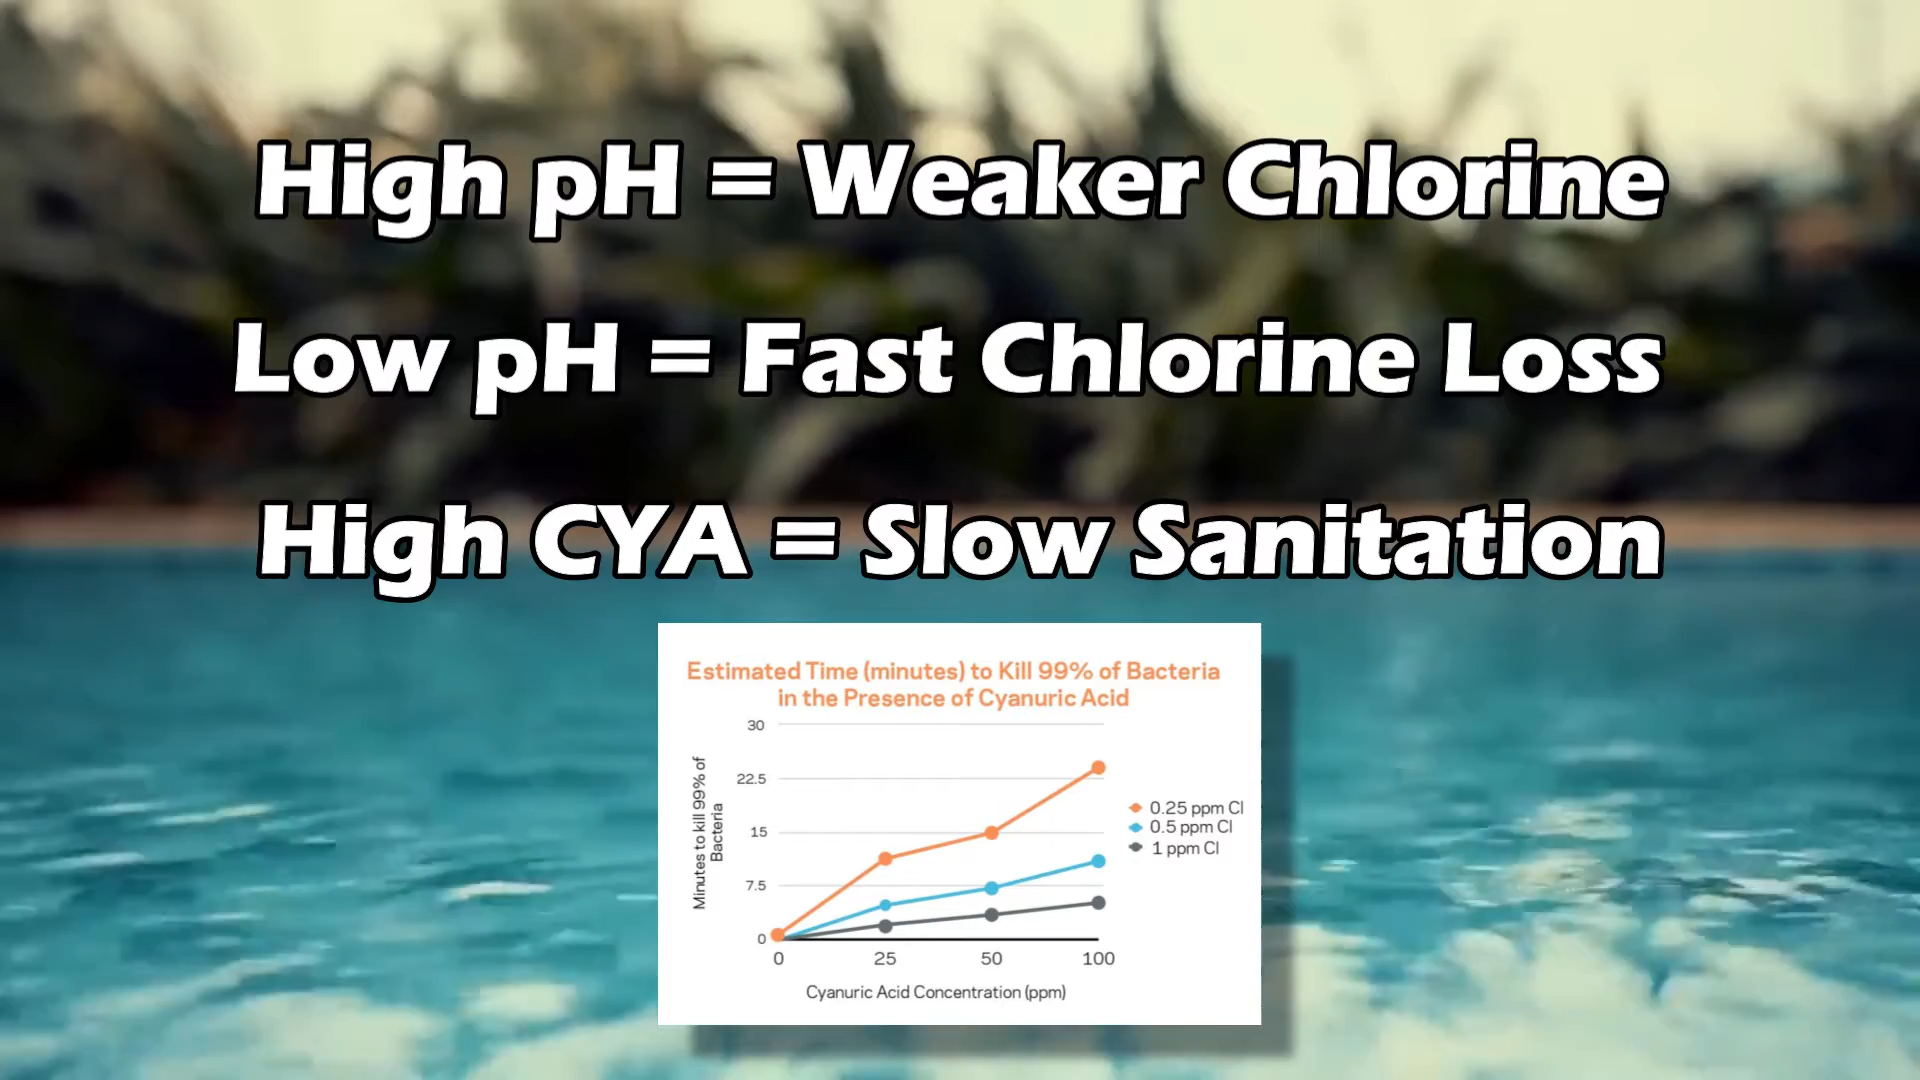 High pH = Weaker Chlorine
Low pH = Fast Chlorine Loss
High CYA = Slow Sanitation
Estimated Time (minutes) to Kill 99% of Bacteria
in the Presence of Cyanuric Acid
Minutes to kill 99% of
Bacteria
30
22.5
15
7.5
0
0 25 50 100
Cyanuric Acid Concentration (ppm)
0.25 ppm Cl
0.5 ppm Cl
1 ppm Cl